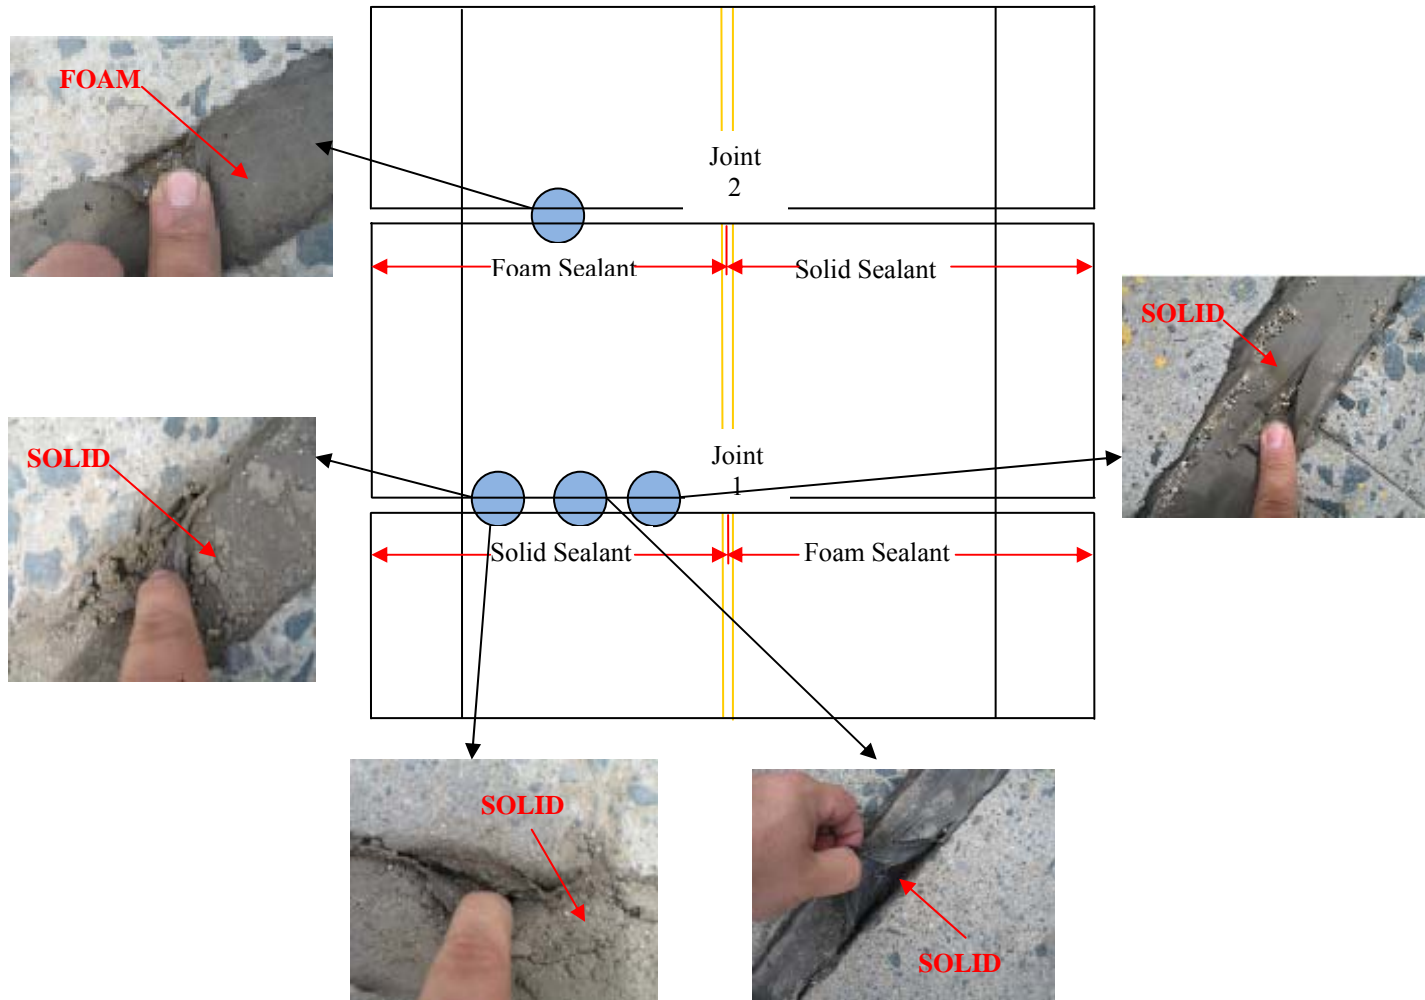 FOAM
Joint
2
Foam Sealant
Solid Sealant
SOLID
SOLID
Joint
1
Solid Sealant
Foam Sealant
SOLID
SOLID